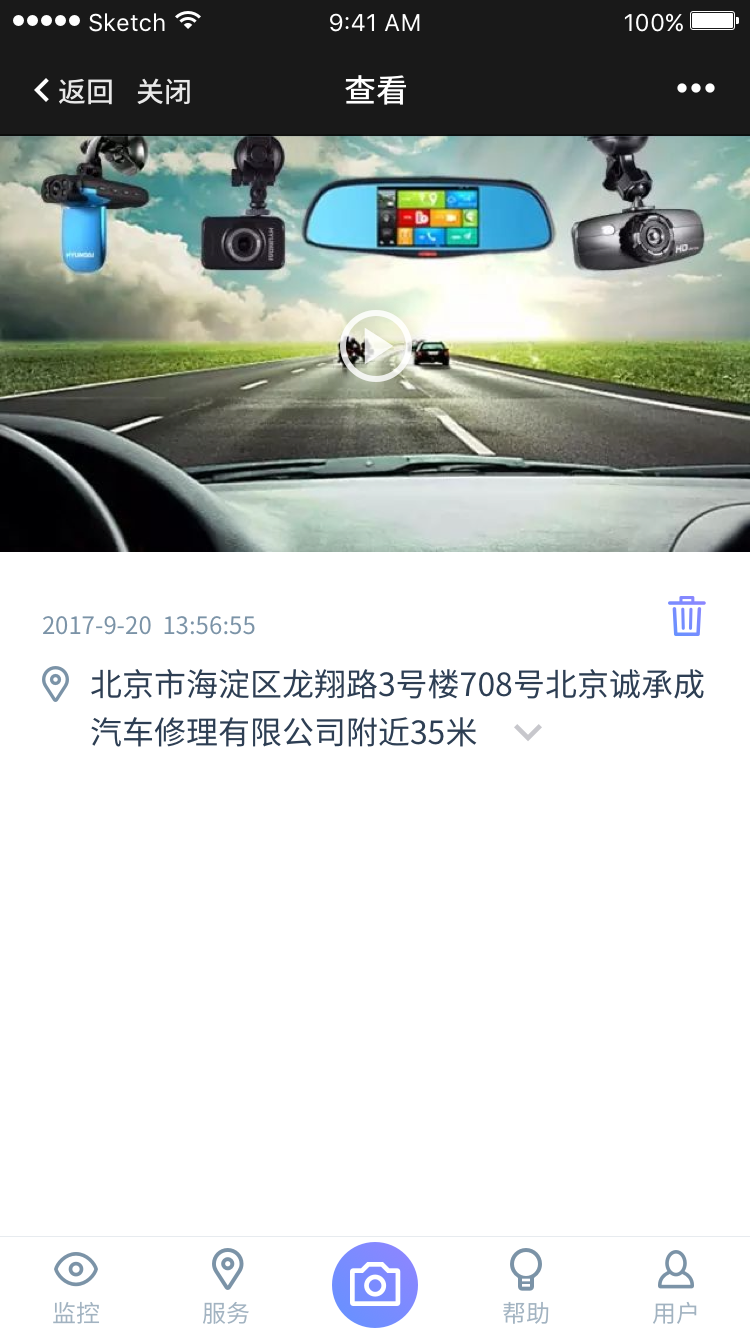 Sketch 9:41 AM 100%
返回 关闭 查看
HYUNDAI
HYUNDAI
HD
2017-9-20 13:56:55
北京市海淀区龙翔路3号楼708号北京诚承成
汽车修理有限公司附近35米
监控 服务 帮助 用户